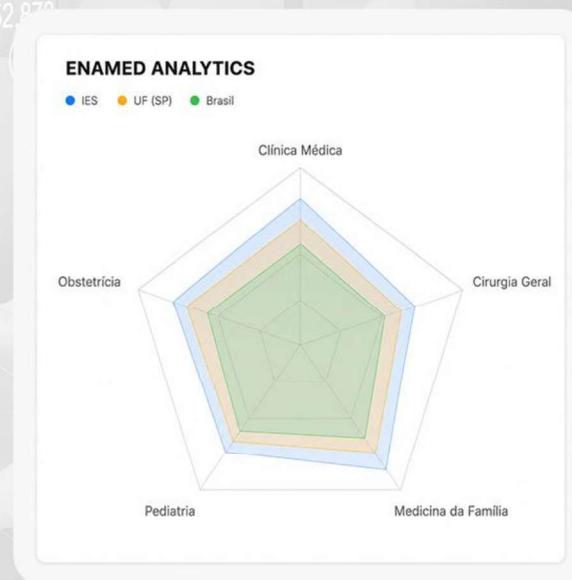 ENAMED ANALYTICS
IES UF (SP) Brasil
Clínica Médica
Obstetrícia
Cirurgia Geral
Pediatria
Medicina da Família